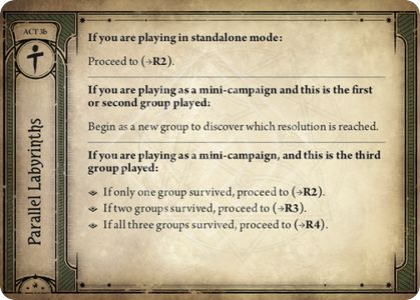 ACT 3b
Parallel Labyrinths
If you are playing in standalone mode:
Proceed to (→R2).
If you are playing as a mini-campaign and this is the first
or second group played:
Begin as a new group to discover which resolution is reached.
If you are playing as a mini-campaign, and this is the third
group played:
If only one group survived, proceed to (→R2).
If two groups survived, proceed to (→R3).
If all three groups survived, proceed to (→R4).